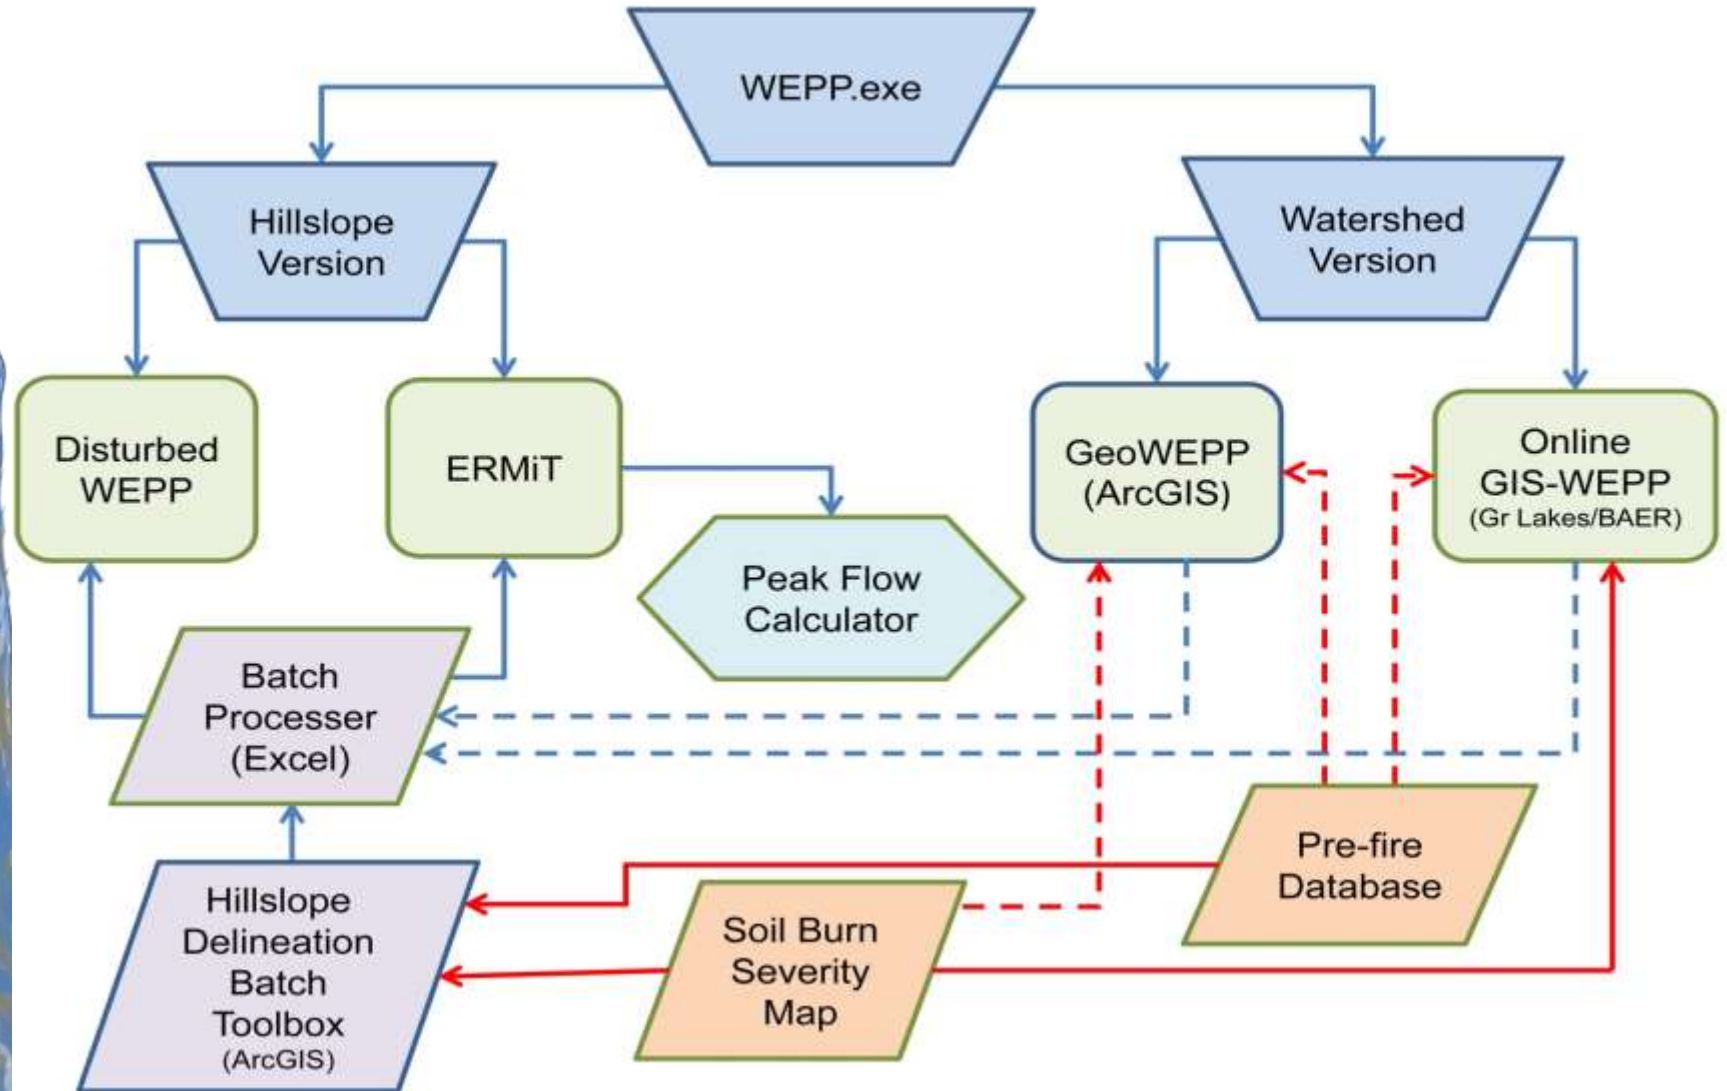 WEPP.exe
Hillslope
Version
Watershed
Version
Disturbed
WEPP
ERMiT
GeoWEPP
(ArcGIS)
Online
GIS-WEPP
(Gr Lakes/BAER)
Peak Flow
Calculator
Batch
Processer
(Excel)
Pre-fire
Database
Hillslope
Delineation
Batch
Toolbox
(ArcGIS)
Soil Burn
Severity
Map